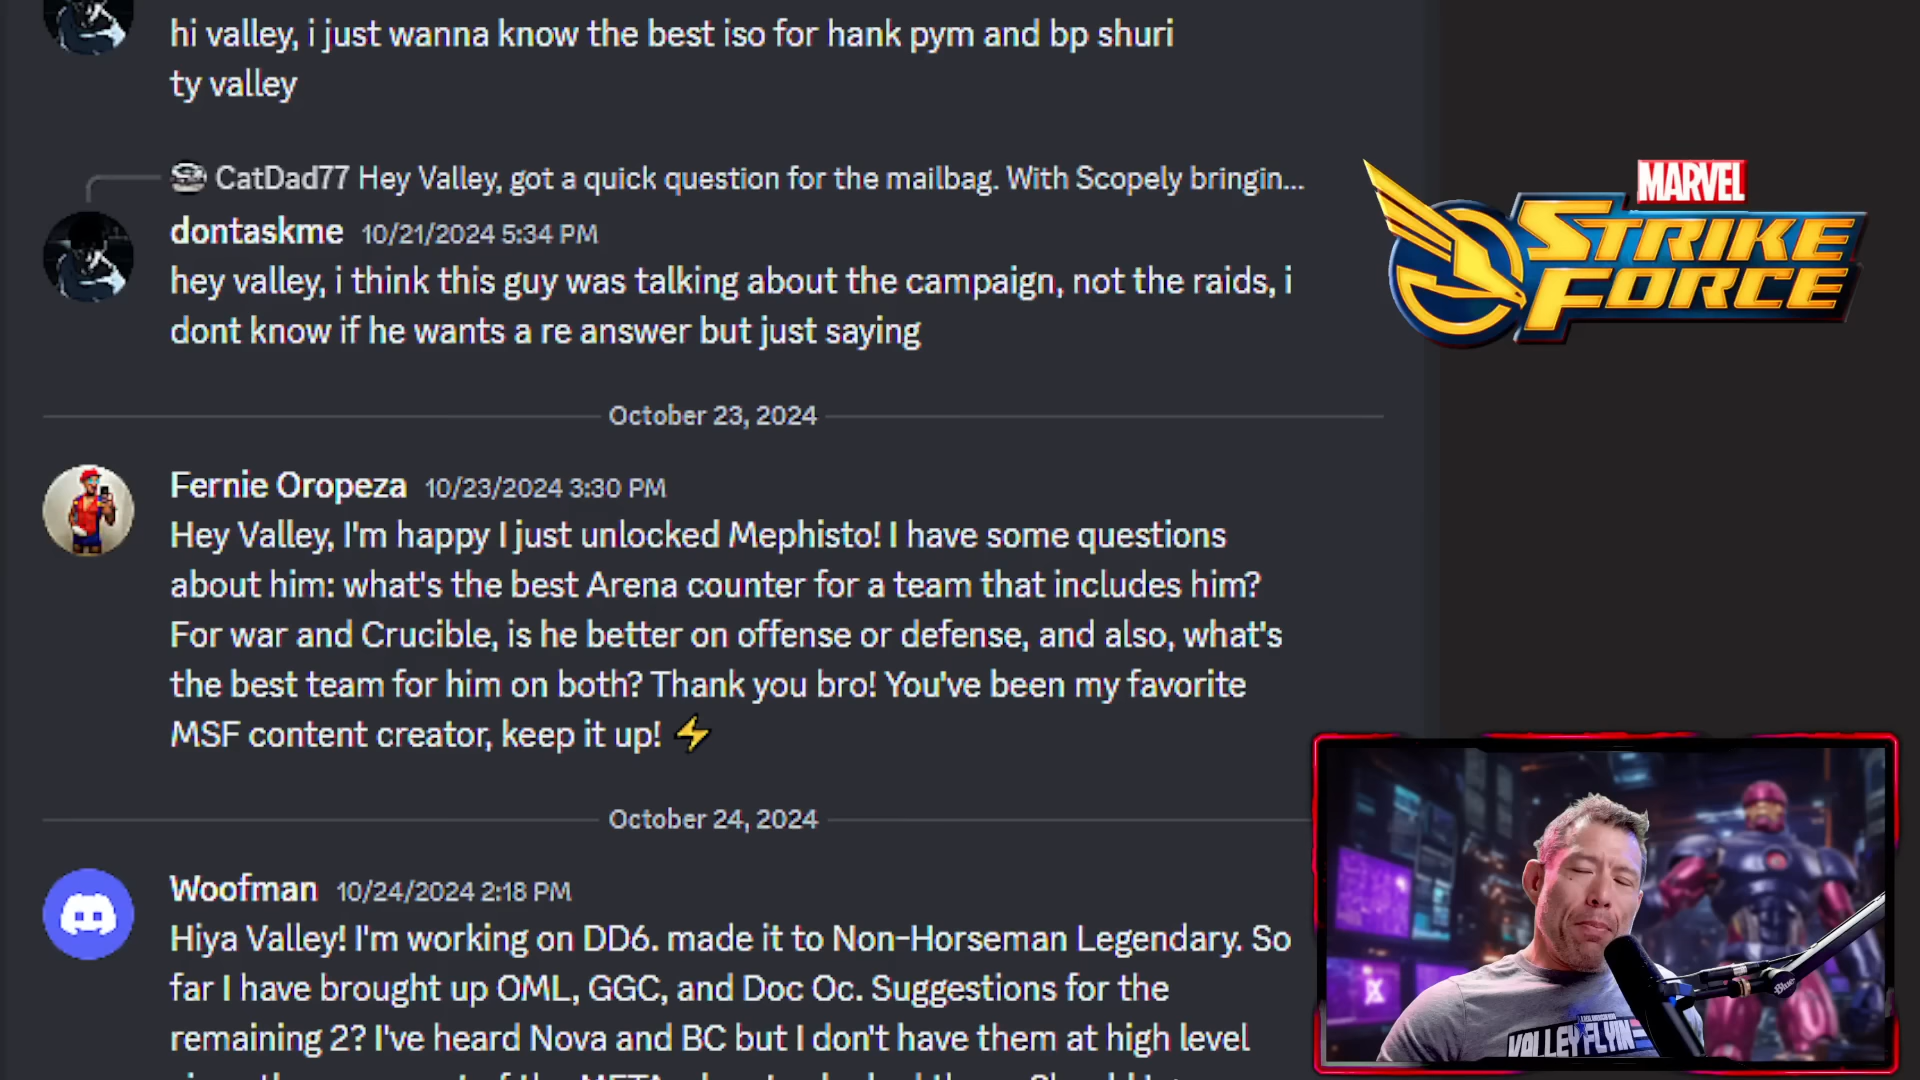 hi valley, i just wanna know the best iso for hank pym and bp shuri
ty valley
CatDad77 Hey Valley, got a quick question for the mailbag. With Scopely bringin...
dontaskme 10/21/2024 5:34 PM
hey valley, i think this guy was talking about the campaign, not the raids, i
dont know if he wants a re answer but just saying
MARVEL
STRIKE
FORCE
October 23, 2024
Fernie Oropeza 10/23/2024 3:30 PM
Hey Valley, I'm happy I just unlocked Mephisto! I have some questions
about him: what's the best Arena counter for a team that includes him?
For war and Crucible, is he better on offense or defense, and also, what's
the best team for him on both? Thank you bro! You've been my favorite
MSF content creator, keep it up! ⚡
October 24, 2024
Woofman 10/24/2024 2:18 PM
Hiya Valley! I'm working on DD6. made it to Non-Horseman Legendary. So
far I have brought up OML, GGC, and Doc Oc. Suggestions for the
remaining 2? I've heard Nova and BC but I don't have them at high level
VALLEYFLYIN
Blue